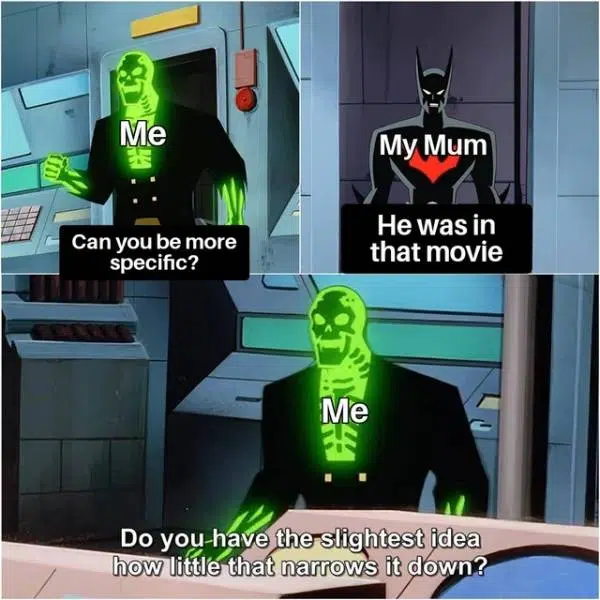 Me
Can you be more
specific?
My Mum
He was in
that movie
Me
Do you have the slightest idea
how little that narrows it down?